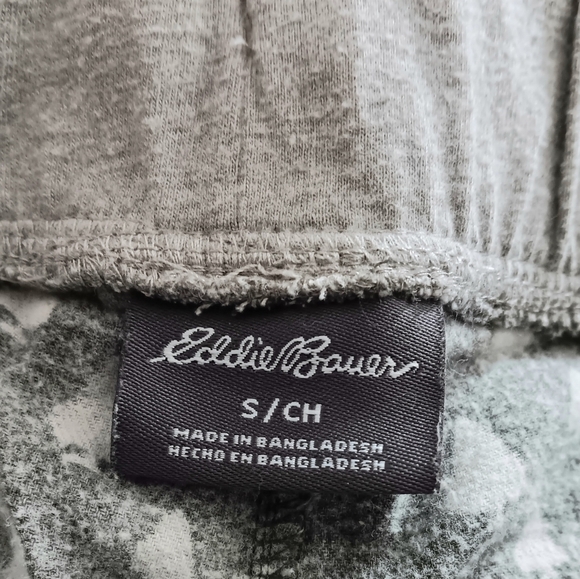 Eddie Bauer
S/CH
MADE IN BANGLADESH
HECHO EN BANGLADESH